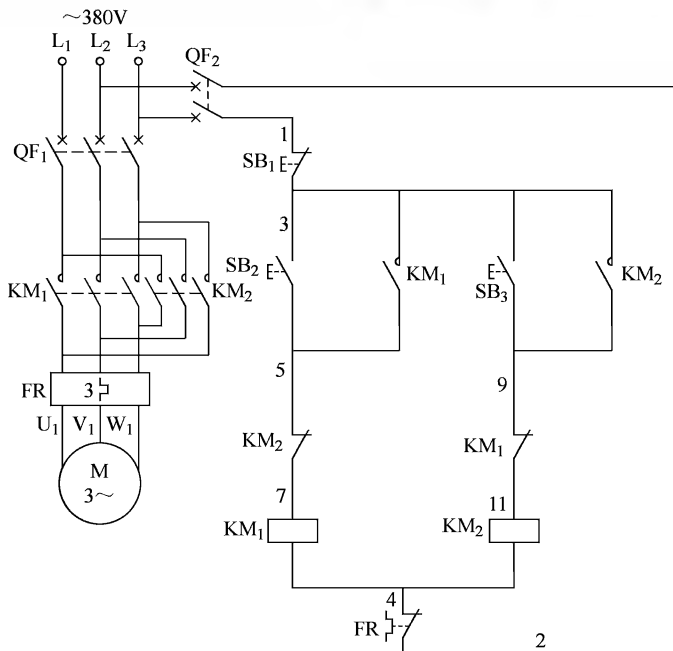 ～380V
L₁ L₂ L₃
QF₂
1
QF₁
SB₁
3
SB₂
KM₁
SB₃
KM₂
KM₁
KM₂
5
9
FR 3
U₁ V₁ W₁
KM₂
KM₁
M
3～
7
11
KM₁
KM₂
4
FR
2